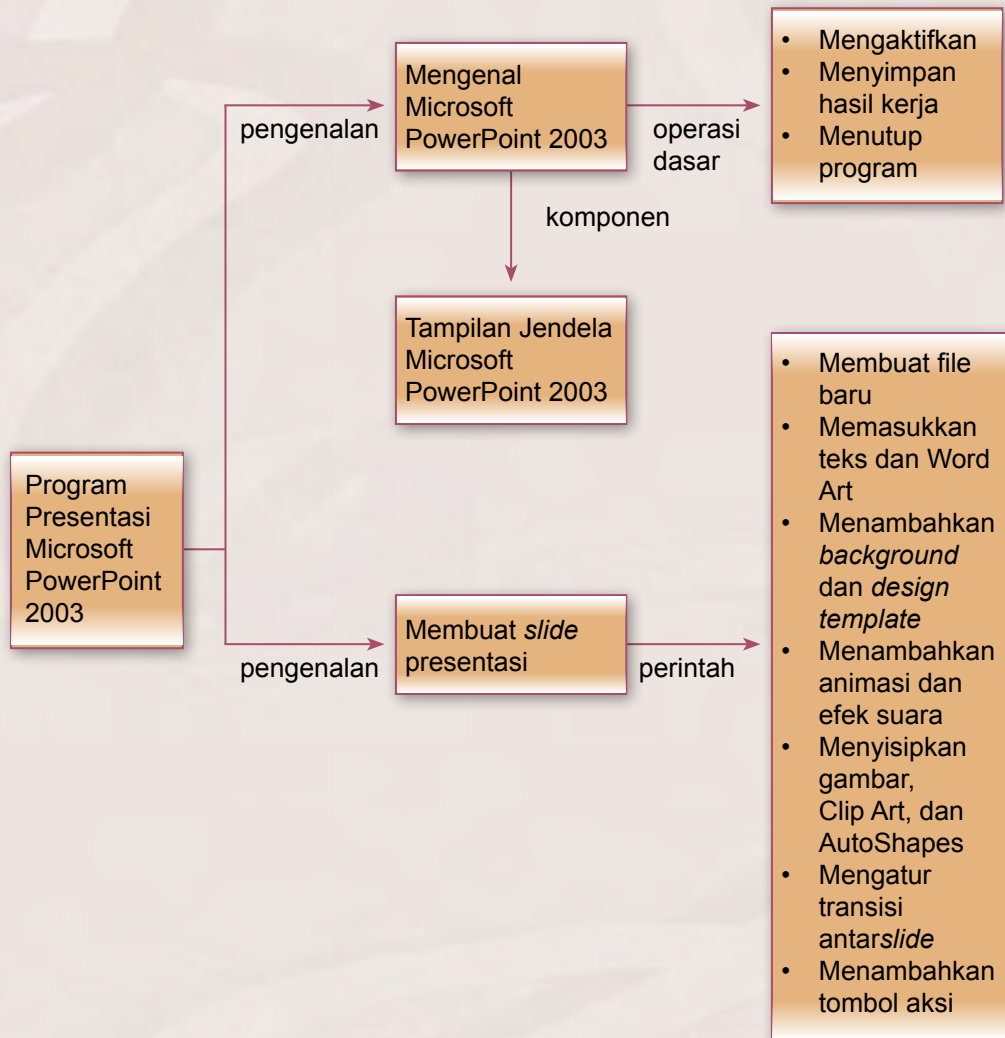 Program
Presentasi
Microsoft
PowerPoint
2003
pengenalan
Mengenal
Microsoft
PowerPoint 2003
operasi
dasar
• Mengaktifkan
• Menyimpan
hasil kerja
• Menutup
program
komponen
Tampilan Jendela
Microsoft
PowerPoint 2003
pengenalan
Membuat slide
presentasi
perintah
• Membuat file
baru
• Memasukkan
teks dan Word
Art
• Menambahkan
background
dan design
template
• Menambahkan
animasi dan
efek suara
• Menyisipkan
gambar,
Clip Art, dan
AutoShapes
• Mengatur
transisi
antarslide
• Menambahkan
tombol aksi